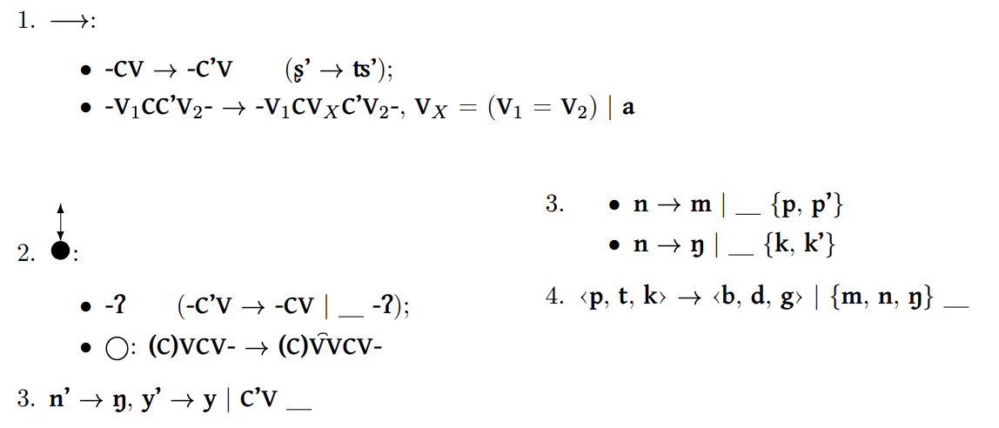 1. ⟶:
• -CV → -C’V (ʂ’ → ʦ’);
• -V₁CC’V₂- → -V₁CV_XC’V₂-, V_X = (V₁ = V₂) | a
2. ●:
• -ʔ (-C’V → -CV | __ -ʔ);
• ◯: (C)VCV- → (C)V͡VCV-
3. n’ → ŋ, y’ → y | C’V __
3. • n → m | __ {p, p’}
• n → ŋ | __ {k, k’}
4. ‹p, t, k› → ‹b, d, g› | {m, n, ŋ} __